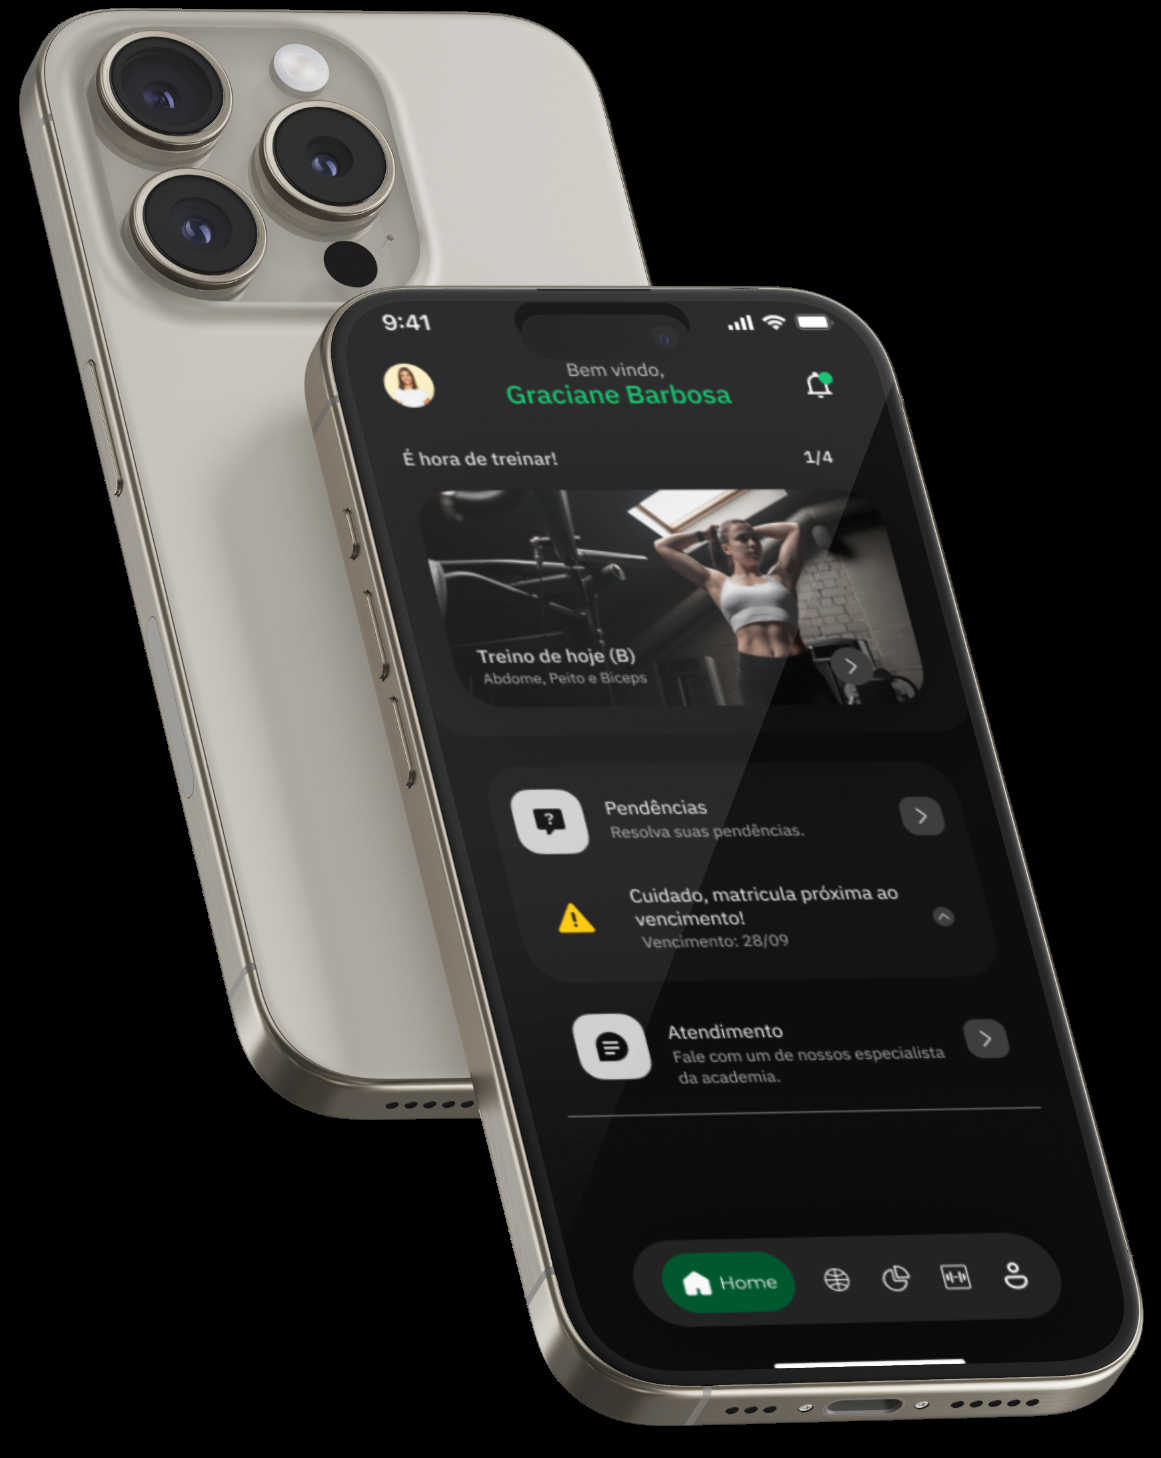 9:41
Bem vindo,
Graciane Barbosa
É hora de treinar!
1/4
Treino de hoje (B)
Abdome, Peito e Biceps
Pendências
Resolva suas pendências.
Cuidado, matricula próxima ao
vencimento!
Vencimento: 28/09
Atendimento
Fale com um de nossos especialista
da academia.
Home